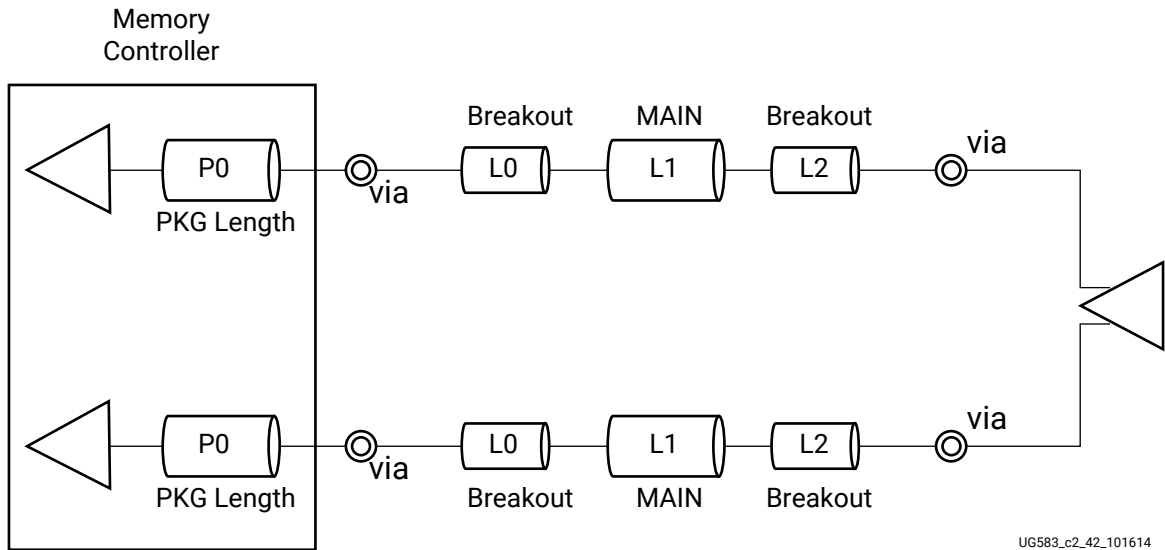 Memory
Controller
Breakout MAIN Breakout
P0 L0 L1 L2 via
via
PKG Length
P0 L0 L1 L2 via
via
PKG Length Breakout MAIN Breakout
UG583_c2_42_101614